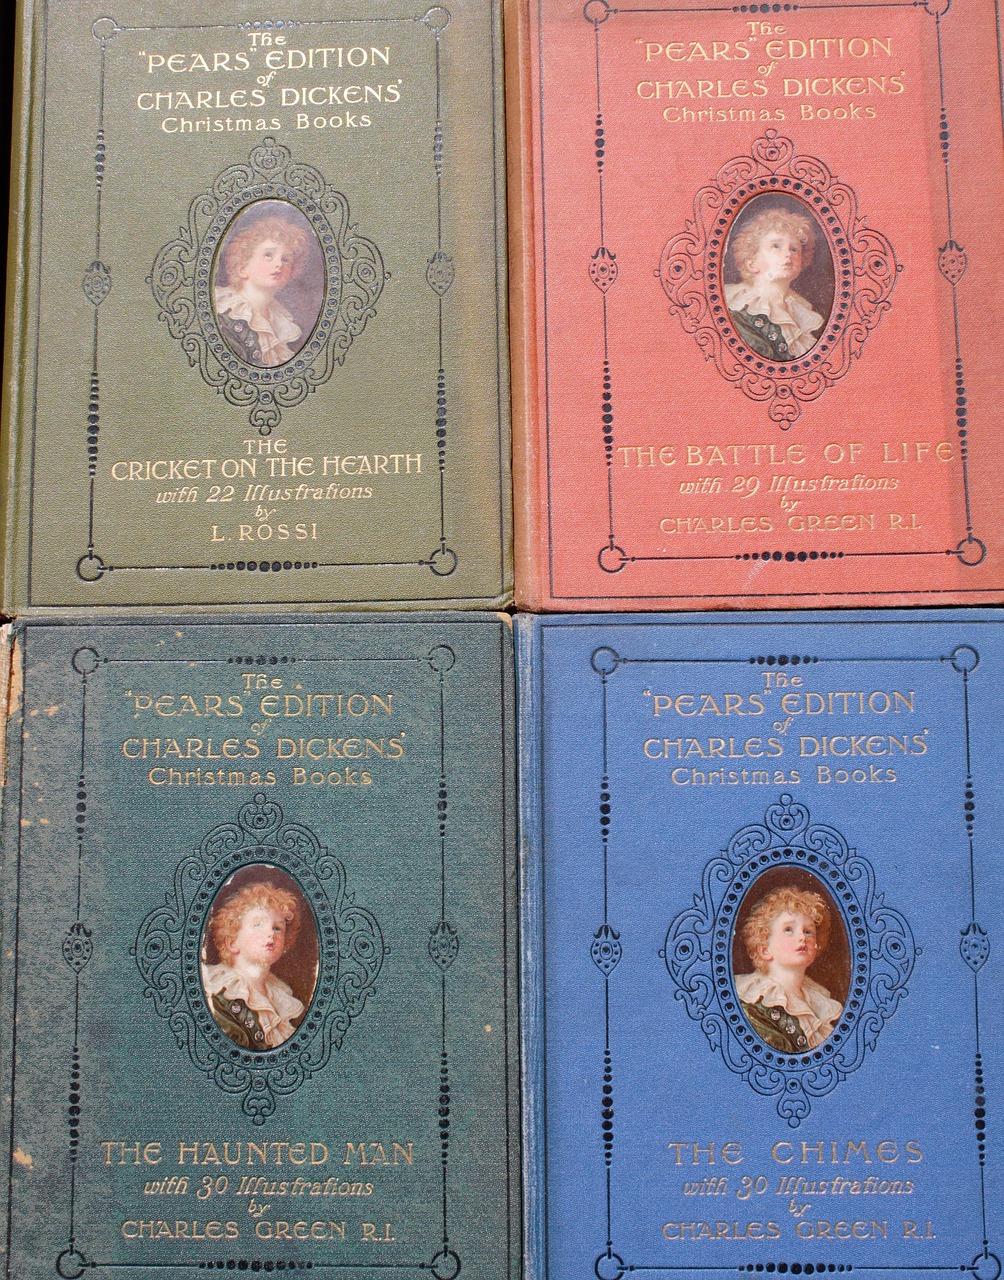 The
"PEARS" EDITION
of
CHARLES DICKENS'
Christmas Books
THE
CRICKET ON THE HEARTH
with 22 Illustrations
by
L. ROSSI
The
"PEARS" EDITION
of
CHARLES DICKENS'
Christmas Books
THE BATTLE OF LIFE
with 29 Illustrations
by
CHARLES GREEN R.I.
The
"PEARS" EDITION
of
CHARLES DICKENS'
Christmas Books
THE HAUNTED MAN
with 30 Illustrations
by
CHARLES GREEN R.I.
The
"PEARS" EDITION
of
CHARLES DICKENS'
Christmas Books
THE CHIMES
with 30 Illustrations
by
CHARLES GREEN R.I.